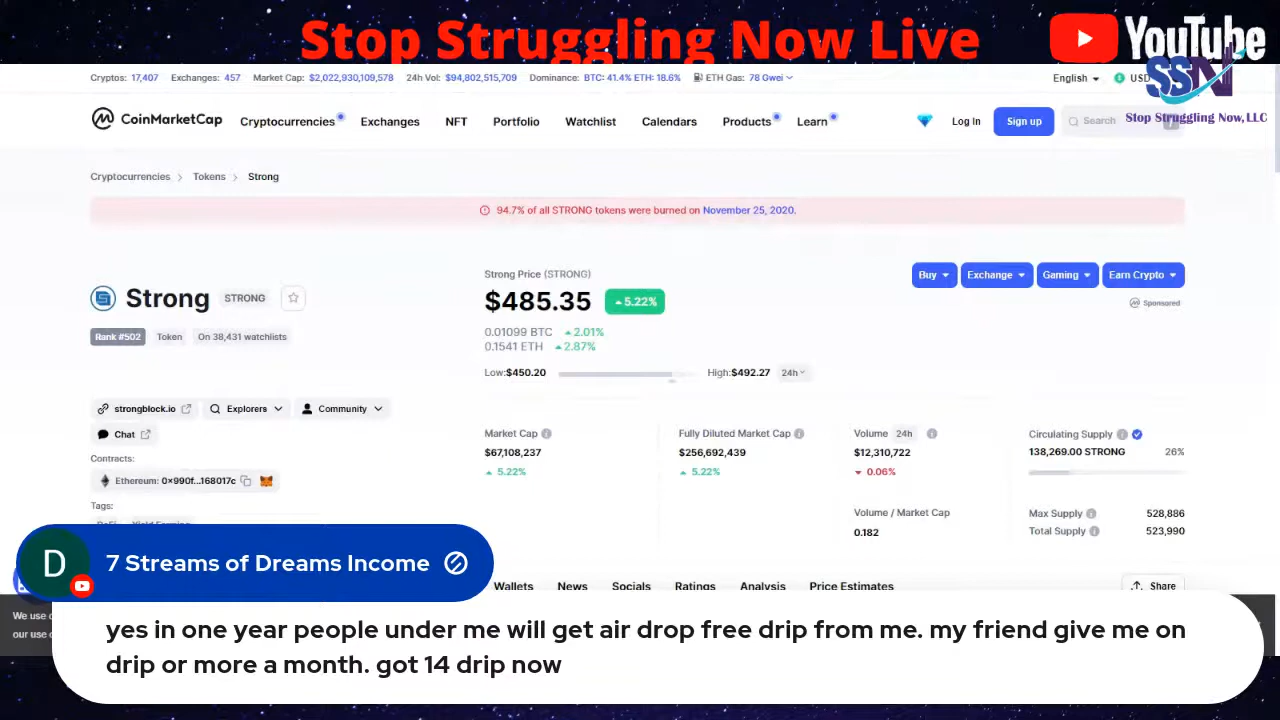 Stop Struggling Now Live
YouTube
Cryptos: 17,407 Exchanges: 457 Market Cap: $2,022,930,109,578 24h Vol: $94,802,515,709 Dominance: BTC: 41.4% ETH: 18.6% ETH Gas: 78 Gwei
English USD
SSN
Stop Struggling Now, LLC
CoinMarketCap Cryptocurrencies Exchanges NFT Portfolio Watchlist Calendars Products Learn Log In Sign up Search
Cryptocurrencies > Tokens > Strong
94.7% of all STRONG tokens were burned on November 25, 2020.
Strong STRONG
Rank #502 Token On 38,431 watchlists
strongblock.io Explorers Community
Chat
Contracts:
Ethereum: 0x990f...168017c
Tags:
DeFi Yield Farming
Strong Price (STRONG)
$485.35 5.22%
0.01099 BTC 2.01%
0.1541 ETH 2.87%
Low:$450.20 High:$492.27 24h
Buy Exchange Gaming Earn Crypto
Sponsored
Market Cap
$67,108,237
5.22%
Fully Diluted Market Cap
$256,692,439
5.22%
Volume 24h
$12,310,722
0.06%
Volume / Market Cap
0.182
Circulating Supply
138,269.00 STRONG 26%
Max Supply 528,886
Total Supply 523,990
Wallets News Socials Ratings Analysis Price Estimates Share
We use
our use
D
7 Streams of Dreams Income
yes in one year people under me will get air drop free drip from me. my friend give me on
drip or more a month. got 14 drip now